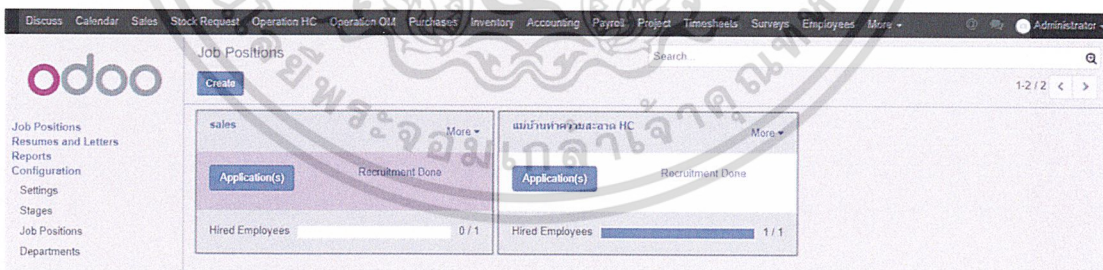 Discuss Calendar Sales Stock Request Operation HC Operation OM Purchases Inventory Accounting Payroll Project Timesheets Surveys Employees More Administrator
odoo
Job Positions
Search...
Create
1-2 / 2
Job Positions
Resumes and Letters
Reports
Configuration
Settings
Stages
Job Positions
Departments
sales More
Application(s) Recruitment Done
Hired Employees 0 / 1
แม่บ้านทำความสะอาด HC More
Application(s) Recruitment Done
Hired Employees 1 / 1